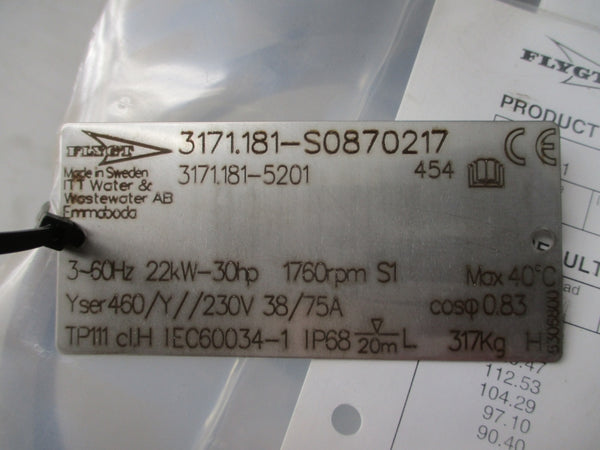 FLYGT
PRODUCT
FLYGT 3171.181-S0870217 CE
Made in Sweden 3171.181-5201 454
ITT Water &
Wastewater AB
Emmaboda
3~60Hz 22kW-30hp 1760rpm S1 Max 40°C
Yser460/Y//230V 38/75A cosφ 0.83
TP111 cl.H IEC60034-1 IP68 20m L 317Kg H
112.53
104.29
97.10
90.40